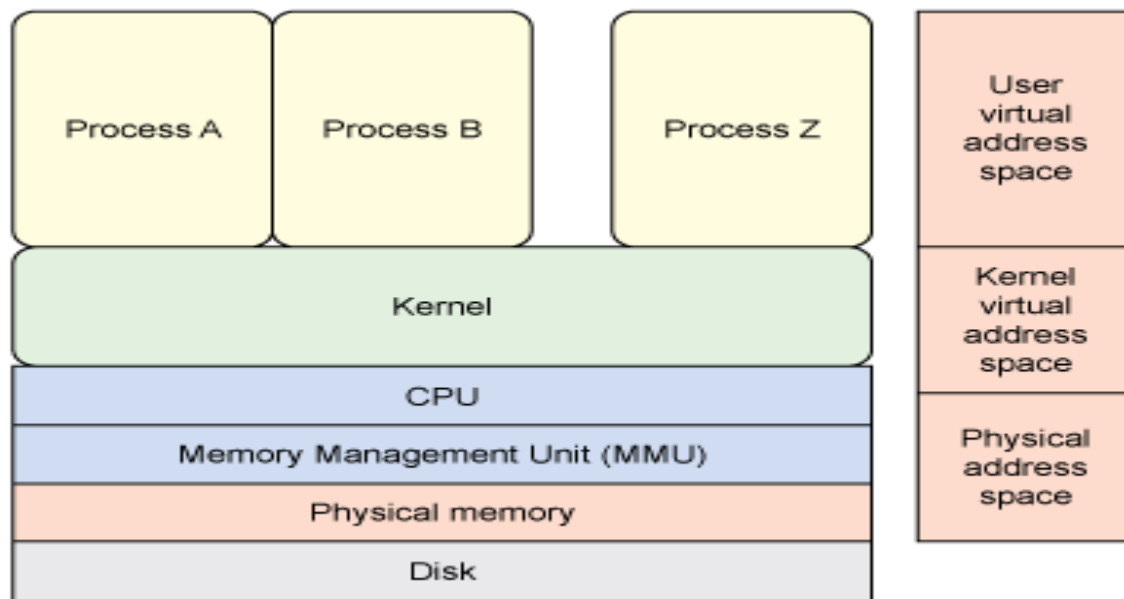 Process A
Process B
Process Z
User
virtual
address
space
Kernel
Kernel
virtual
address
space
CPU
Memory Management Unit (MMU)
Physical
address
space
Physical memory
Disk